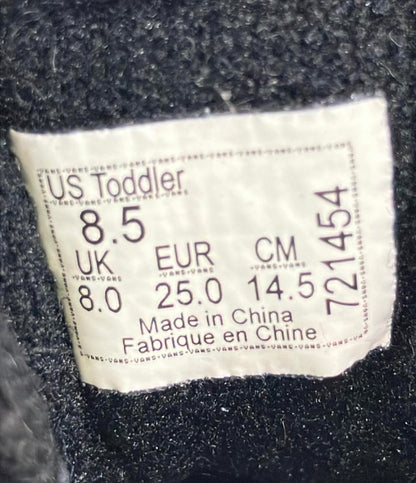 US Toddler
8.5
UK EUR CM
8.0 25.0 14.5
Made in China
Fabrique en Chine
721454